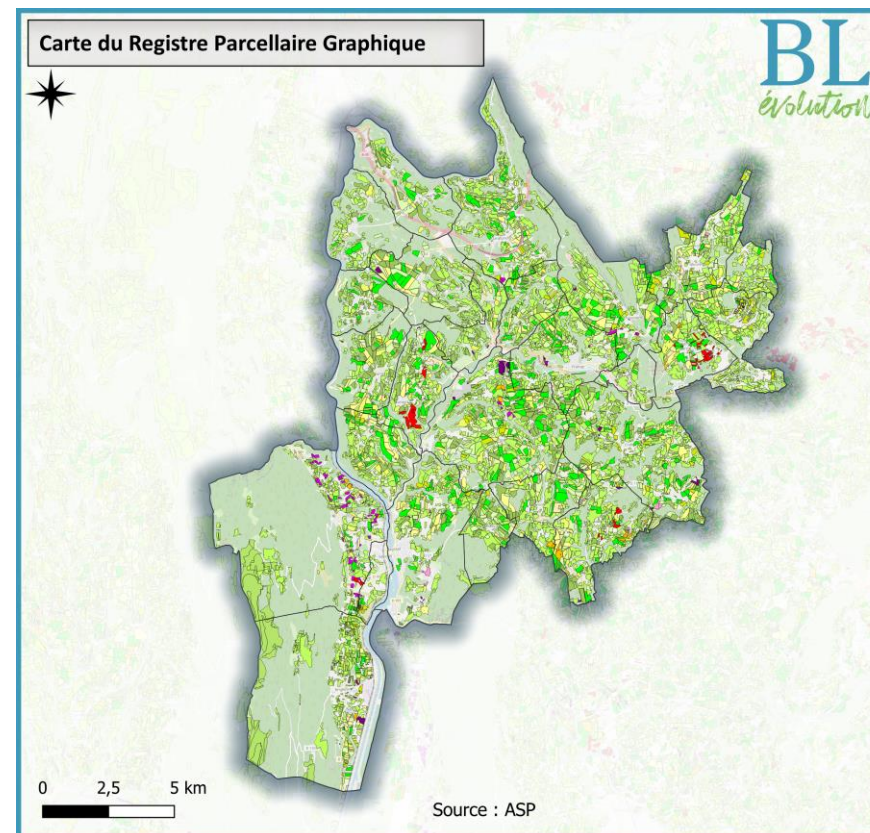 Carte du Registre Parcellaire Graphique
BL
évolution
0 2,5 5 km
Source : ASP